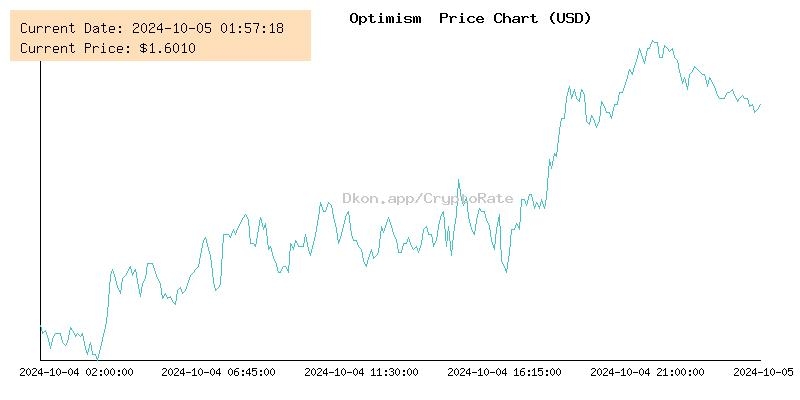 Optimism  Price Chart (USD)
Current Date: 2024-10-05 01:57:18
Current Price: $1.6010
Dkon.app/CryptoRate
2024-10-04 02:00:00 2024-10-04 06:45:00 2024-10-04 11:30:00 2024-10-04 16:15:00 2024-10-04 21:00:00 2024-10-05